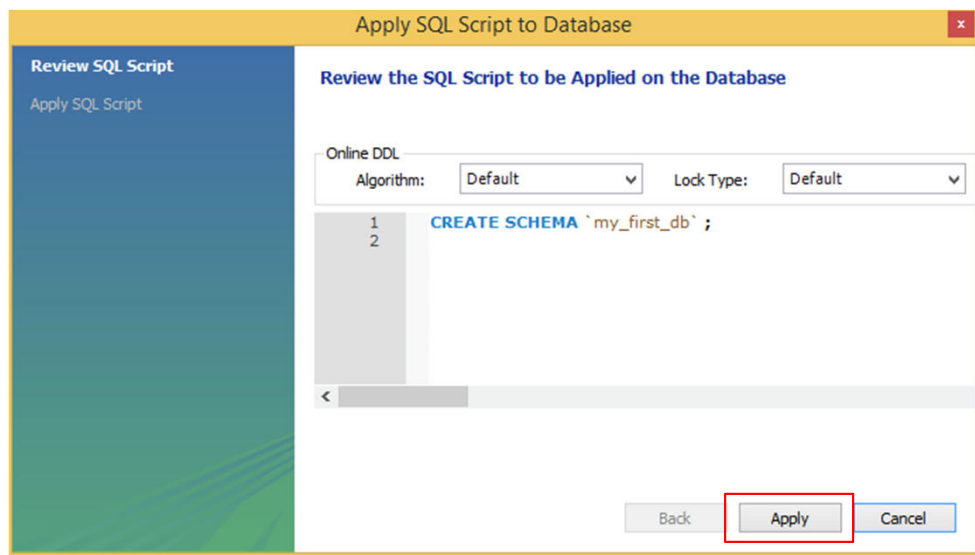 Apply SQL Script to Database
x
Review SQL Script
Apply SQL Script
Review the SQL Script to be Applied on the Database
Online DDL
Algorithm: Default Lock Type: Default
1 CREATE SCHEMA `my_first_db` ;
2
Back Apply Cancel